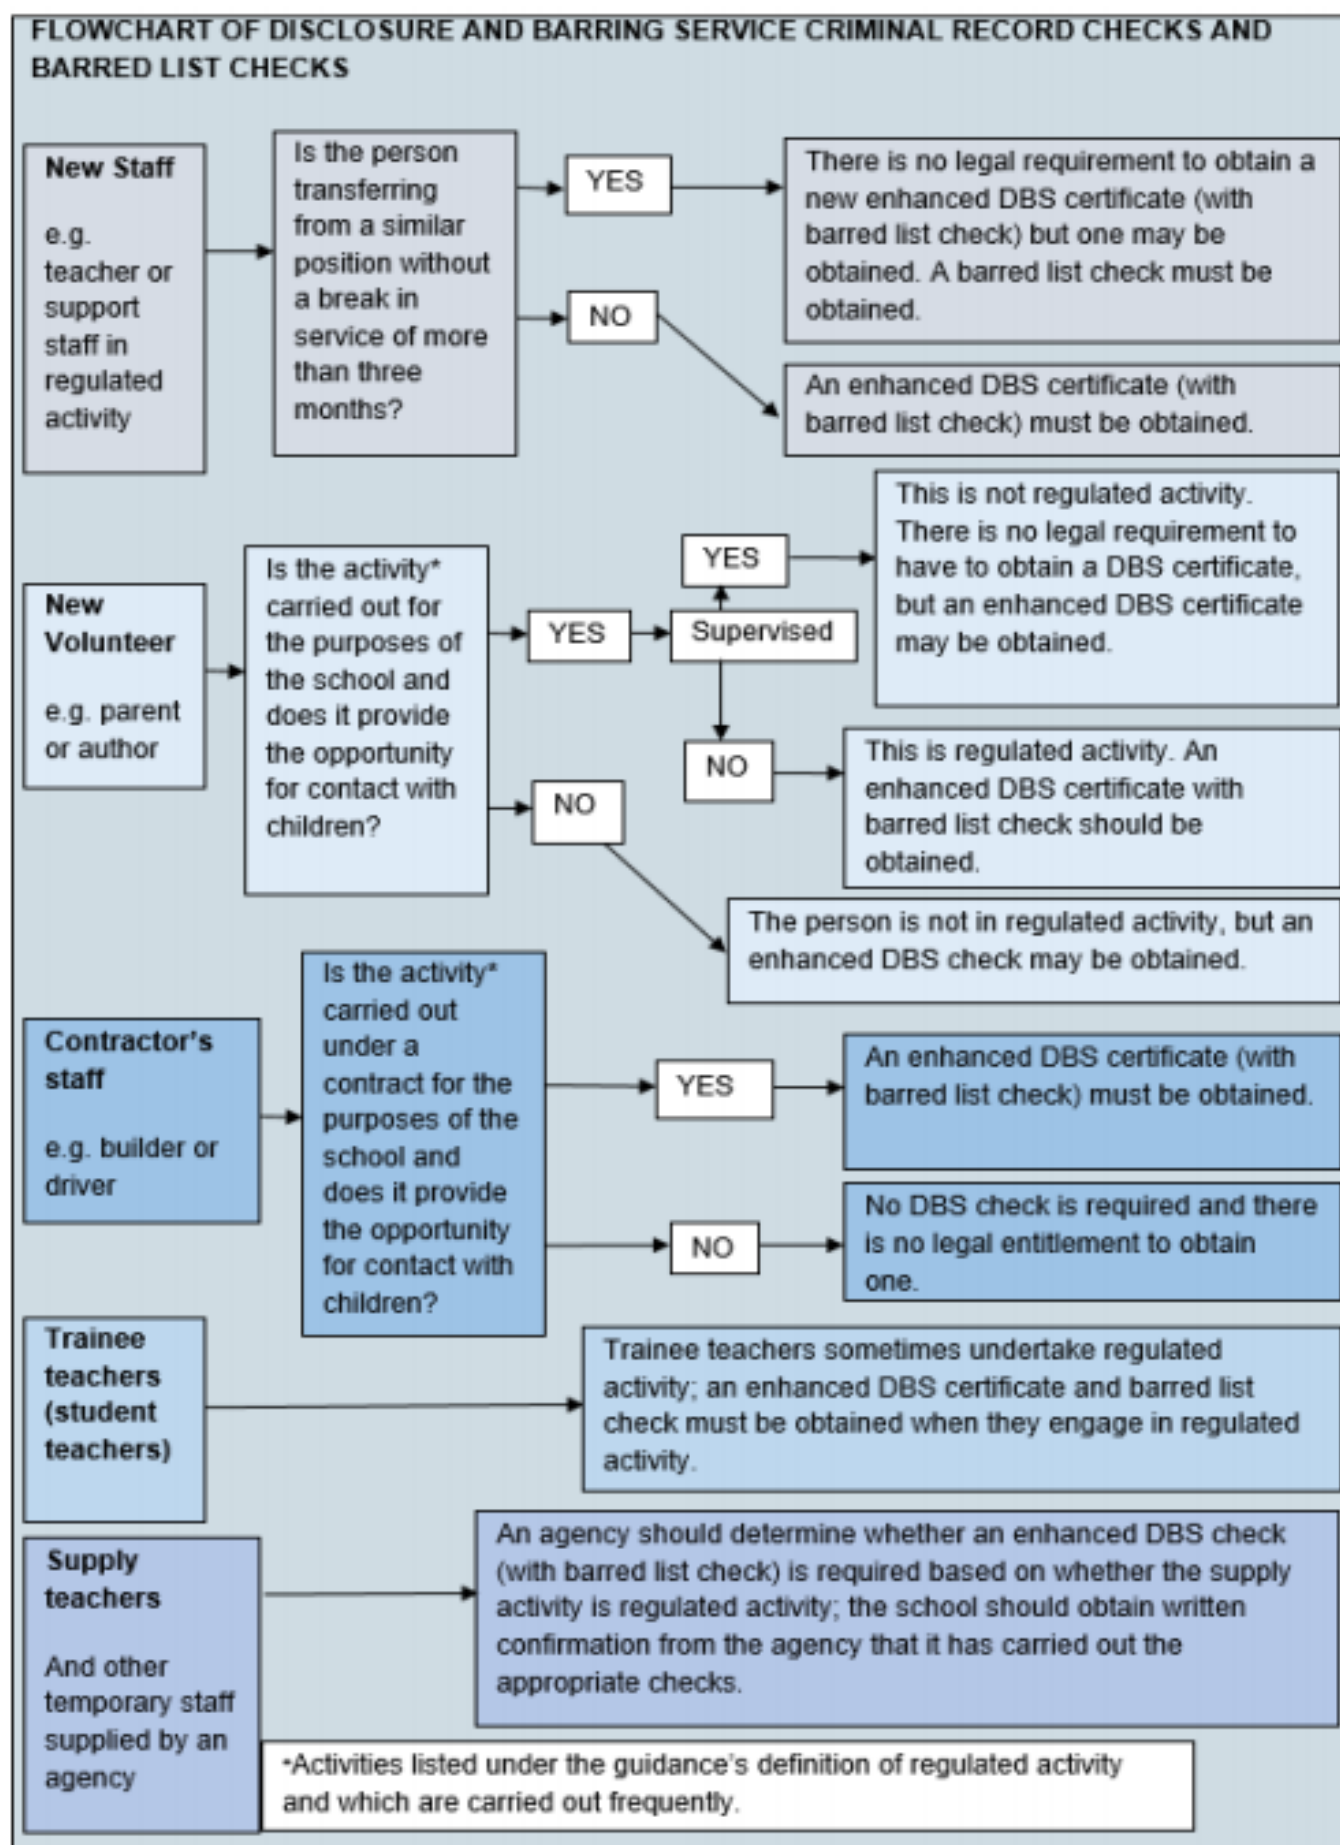 FLOWCHART OF DISCLOSURE AND BARRING SERVICE CRIMINAL RECORD CHECKS AND
BARRED LIST CHECKS
New Staff
e.g.
teacher or
support
staff in
regulated
activity
Is the person
transferring
from a similar
position without
a break in
service of more
than three
months?
YES
There is no legal requirement to obtain a
new enhanced DBS certificate (with
barred list check) but one may be
obtained. A barred list check must be
obtained.
NO
An enhanced DBS certificate (with
barred list check) must be obtained.
New
Volunteer
e.g. parent
or author
Is the activity*
carried out for
the purposes of
the school and
does it provide
the opportunity
for contact with
children?
YES
Supervised
YES
This is not regulated activity.
There is no legal requirement to
have to obtain a DBS certificate,
but an enhanced DBS certificate
may be obtained.
NO
This is regulated activity. An
enhanced DBS certificate with
barred list check should be
obtained.
NO
The person is not in regulated activity, but an
enhanced DBS check may be obtained.
Contractor's
staff
e.g. builder or
driver
Is the activity*
carried out
under a
contract for the
purposes of the
school and
does it provide
the opportunity
for contact with
children?
YES
An enhanced DBS certificate (with
barred list check) must be obtained.
NO
No DBS check is required and there
is no legal entitlement to obtain
one.
Trainee
teachers
(student
teachers)
Trainee teachers sometimes undertake regulated
activity; an enhanced DBS certificate and barred list
check must be obtained when they engage in regulated
activity.
Supply
teachers
And other
temporary staff
supplied by an
agency
An agency should determine whether an enhanced DBS check
(with barred list check) is required based on whether the supply
activity is regulated activity; the school should obtain written
confirmation from the agency that it has carried out the
appropriate checks.
*Activities listed under the guidance's definition of regulated activity
and which are carried out frequently.